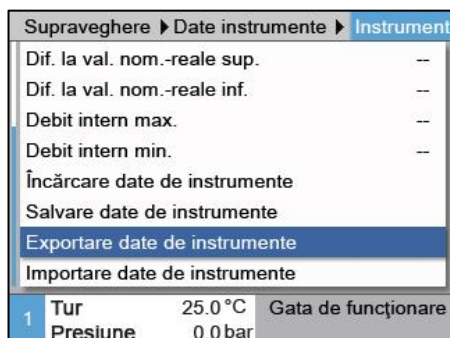 Supraveghere ▶ Date instrumente ▶ Instrument
Dif. la val. nom.-reale sup. --
Dif. la val. nom.-reale inf. --
Debit intern max. --
Debit intern min. --
Încărcare date de instrumente
Salvare date de instrumente
Exportare date de instrumente
Importare date de instrumente
1 Tur 25.0 °C Gata de funcţionare
Presiune 0.0 bar